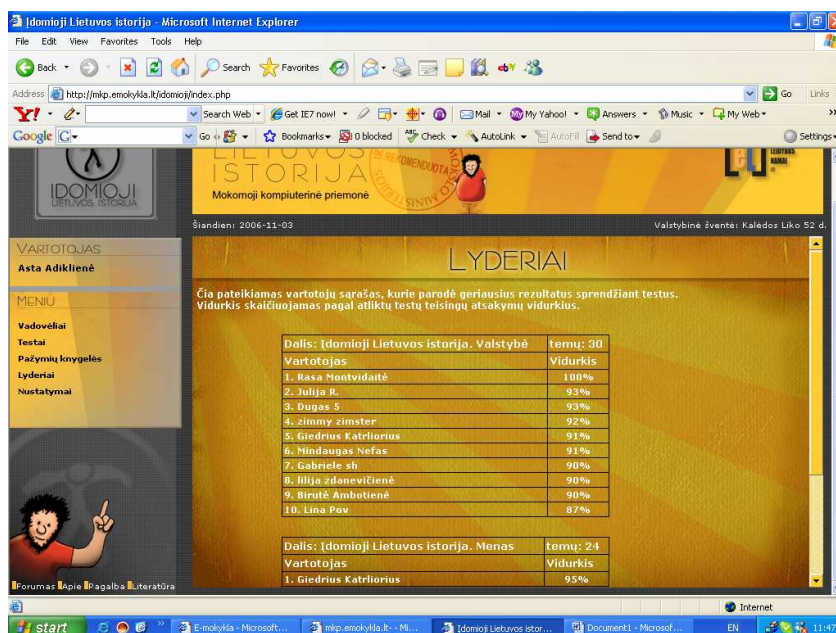 Įdomioji Lietuvos istorija - Microsoft Internet Explorer
File Edit View Favorites Tools Help
Back Search Favorites
Address http://mkp.emokykla.lt/idomioji/index.php Go Links
Y! Search Web Get IE7 now! Mail My Yahoo! Answers Music My Web
Google G Go Bookmarks 0 blocked Check AutoLink AutoFill Send to Settings
ĮDOMIOJI
LIETUVOS ISTORIJA
LIETUVOS
ISTORIJA
Mokomoji kompiuterinė priemonė
REKOMENDUOTA
NAMAI
Šiandien: 2006-11-03 Valstybinė šventė: Kalėdos Liko 52 d.
VARTOTOJAS
Asta Adiklienė
MENIU
Vadovėliai
Testai
Pažymių knygelės
Lyderiai
Nustatymai
LYDERIAI
Čia pateikiamas vartotojų sąrašas, kurie parodė geriausius rezultatus sprendžiant testus.
Vidurkis skaičiuojamas pagal atliktų testų teisingų atsakymų vidurkius.
Dalis: Įdomioji Lietuvos istorija. Valstybė temų: 30
Vartotojas Vidurkis
1. Rasa Montvidaitė 100%
2. Julija R. 93%
3. Dugas 5 93%
4. zimmy zimster 92%
5. Giedrius Katrliorius 91%
6. Mindaugas Nefas 91%
7. Gabriele sh 90%
8. lilija zdanevičienė 90%
9. Birutė Ambotienė 90%
10. Lina Pov 87%
Dalis: Įdomioji Lietuvos istorija. Menas temų: 24
Vartotojas Vidurkis
1. Giedrius Katrliorius 95%
Forumas Apie Pagalba Literatūra
Internet
start E-mokykla - Microsoft... mkp.emokykla.lt- - Mi... Įdomioji Lietuvos istor... Document1 - Microsof... EN